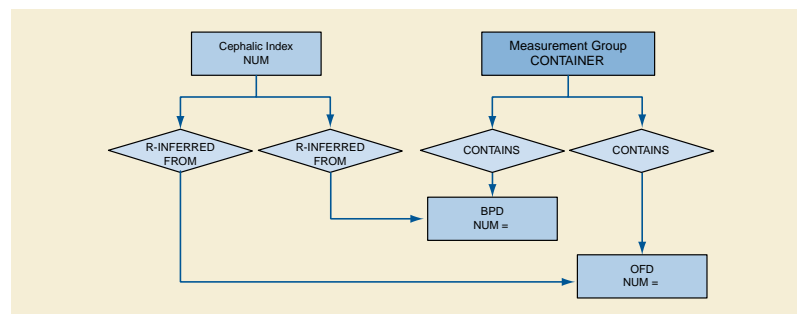 Cephalic Index
NUM
Measurement Group
CONTAINER
R-INFERRED
FROM
R-INFERRED
FROM
CONTAINS
CONTAINS
BPD
NUM =
OFD
NUM =